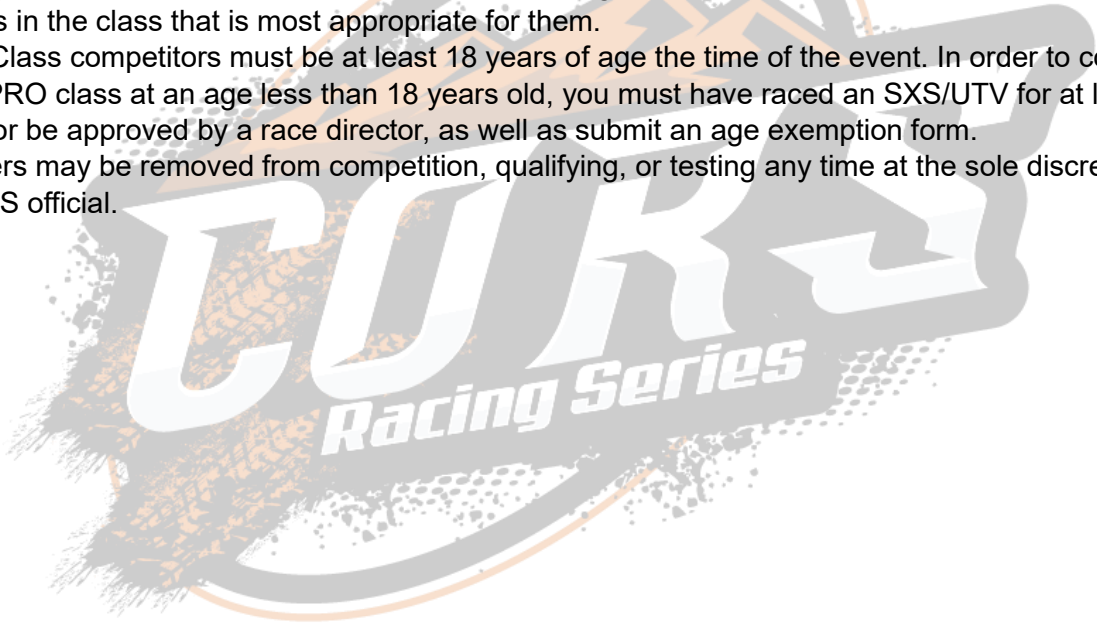 s in the class that is most appropriate for them.
Class competitors must be at least 18 years of age the time of the event. In order to c
PRO class at an age less than 18 years old, you must have raced an SXS/UTV for at l
or be approved by a race director, as well as submit an age exemption form.
ers may be removed from competition, qualifying, or testing any time at the sole discre
S official.
CORS
Racing Series